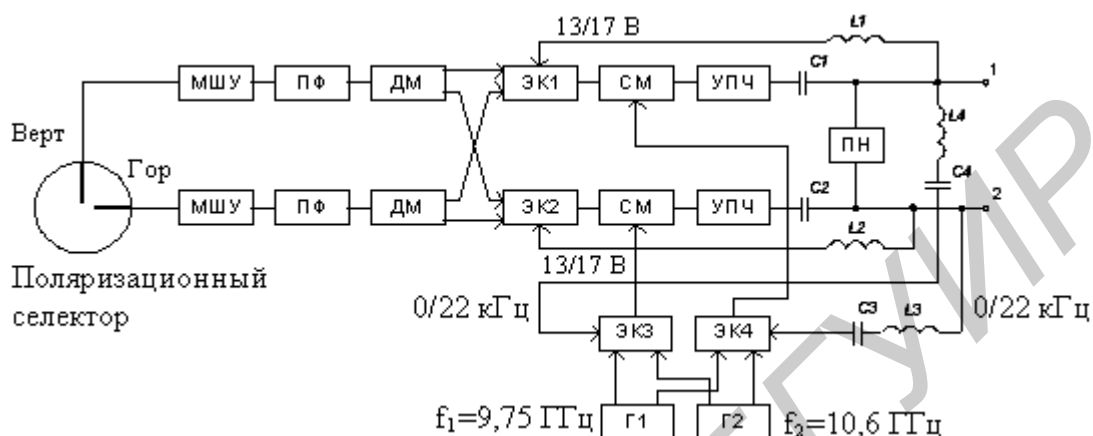 13/17 В
L1
C1
1
МШУ
ПФ
ДМ
ЭК1
СМ
УПЧ
L4
Верт
Гор
ПН
C4
C2
2
МШУ
ПФ
ДМ
ЭК2
СМ
УПЧ
L2
Поляризационный
селектор
13/17 В
0/22 кГц
C3
L3
0/22 кГц
ЭК3
ЭК4
f₁=9,75 ГГц
Г1
Г2
f₂=10,6 ГГц
БГУИР